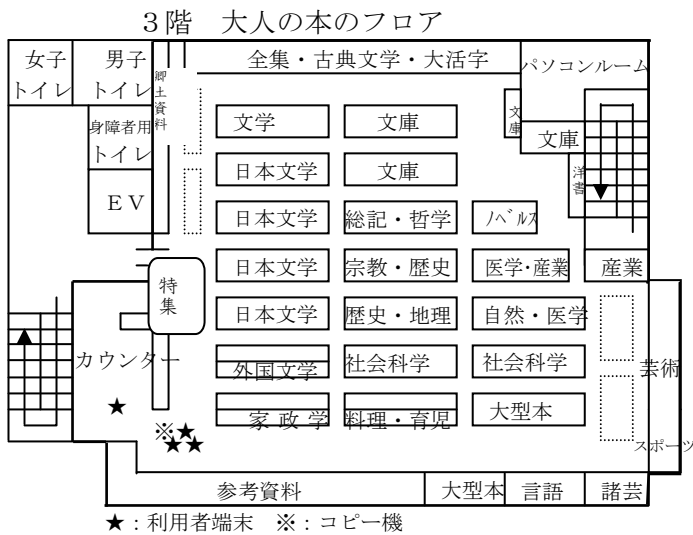 ３階　大人の本のフロア
女子
トイレ
男子
トイレ
郷土資料
全集・古典文学・大活字
パソコンルーム
身障者用
トイレ
文学
文庫
文庫
文庫
日本文学
文庫
洋書
ＥＶ
日本文学
総記・哲学
ﾉﾍﾞﾙｽ
日本文学
宗教・歴史
医学・産業
産業
特集
日本文学
歴史・地理
自然・医学
カウンター
外国文学
社会科学
社会科学
芸術
★
家政学
料理・育児
大型本
※★
★★
スポーツ
参考資料
大型本
言語
諸芸
★：利用者端末　※：コピー機